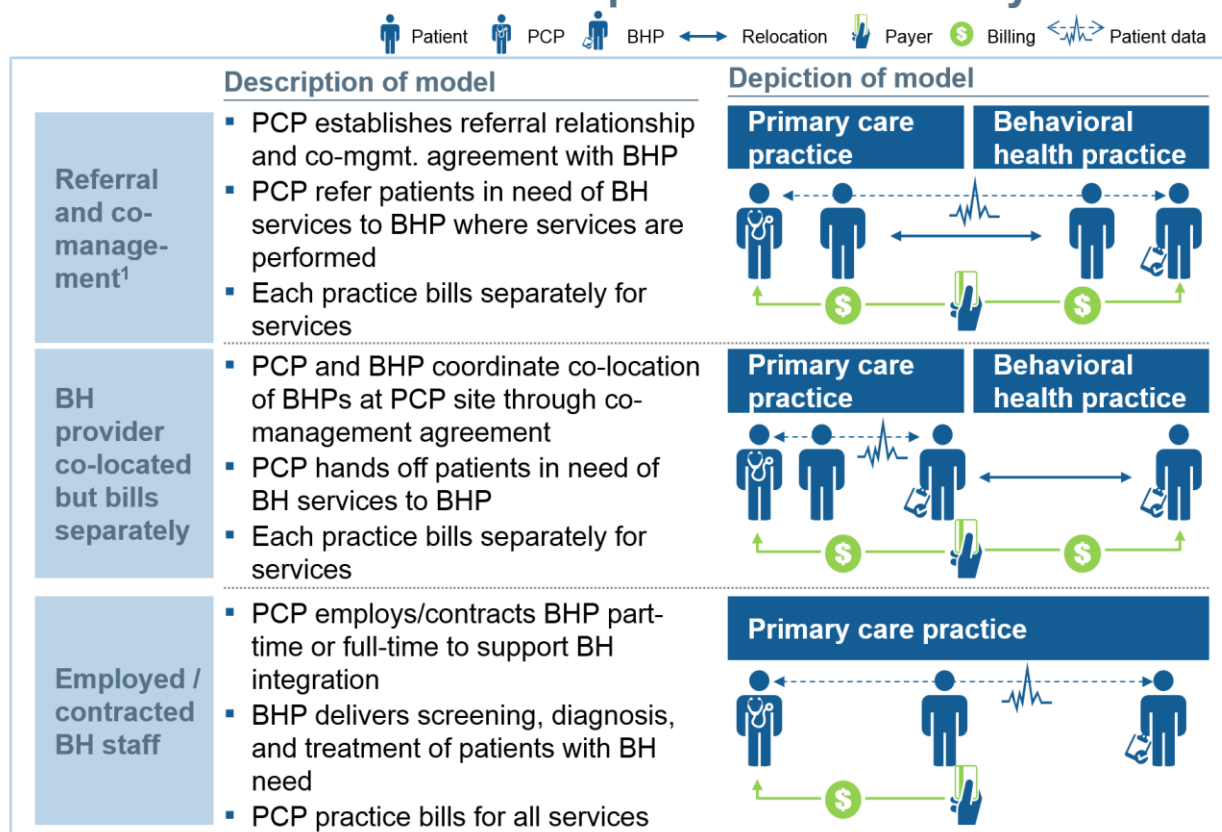 Patient PCP BHP Relocation Payer $ Billing Patient data
Description of model
Depiction of model
Referral
and co-
manage-
ment1
▪ PCP establishes referral relationship
and co-mgmt. agreement with BHP
▪ PCP refer patients in need of BH
services to BHP where services are
performed
▪ Each practice bills separately for
services
Primary care
practice
Behavioral
health practice
$
$
BH
provider
co-located
but bills
separately
▪ PCP and BHP coordinate co-location
of BHPs at PCP site through co-
management agreement
▪ PCP hands off patients in need of
BH services to BHP
▪ Each practice bills separately for
services
Primary care
practice
Behavioral
health practice
$
$
Employed /
contracted
BH staff
▪ PCP employs/contracts BHP part-
time or full-time to support BH
integration
▪ BHP delivers screening, diagnosis,
and treatment of patients with BH
need
▪ PCP practice bills for all services
Primary care practice
$